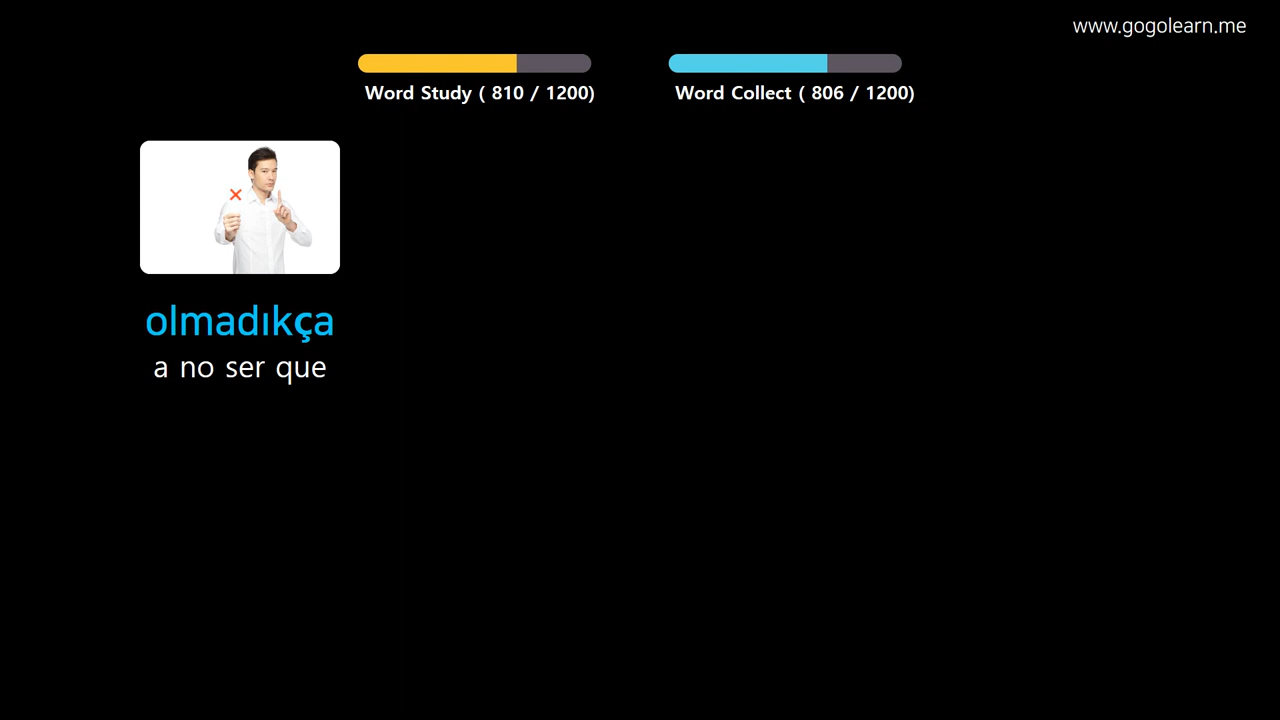 www.gogolearn.me
Word Study ( 810 / 1200)
Word Collect ( 806 / 1200)
olmadıkça
a no ser que